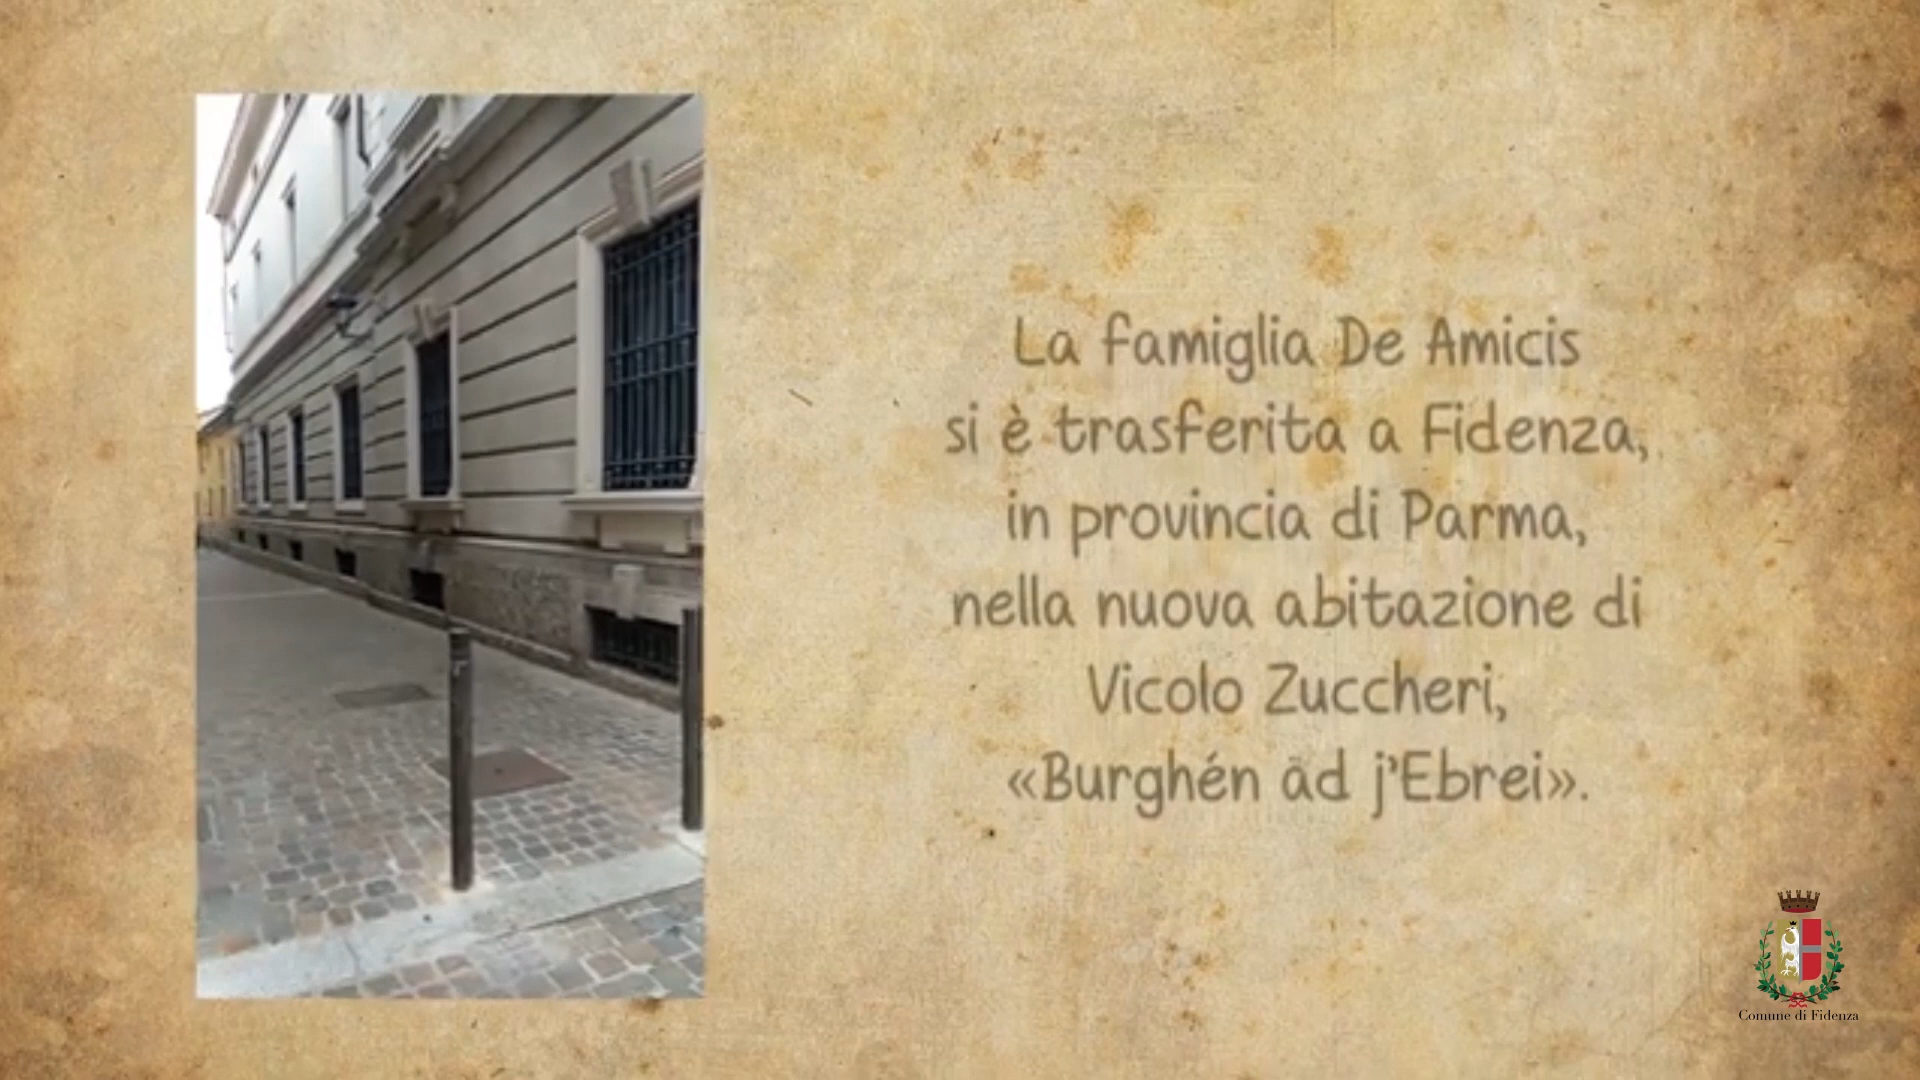 La famiglia De Amicis
si è trasferita a Fidenza,
in provincia di Parma,
nella nuova abitazione di
Vicolo Zuccheri,
«Burghén äd j'Ebrei».
Comune di Fidenza